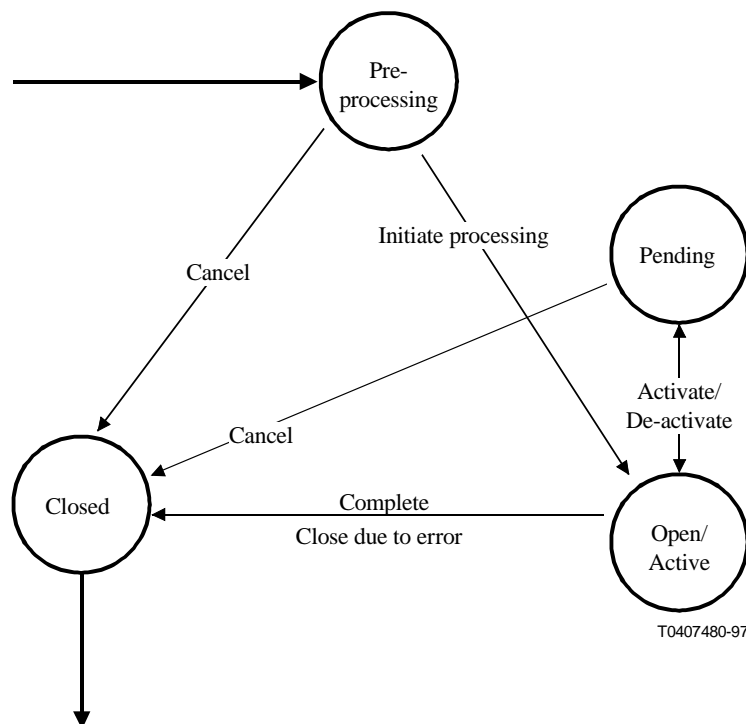 Pre-
processing
Initiate processing
Pending
Cancel
Activate/
De-activate
Cancel
Closed
Complete
Close due to error
Open/
Active
T0407480-97